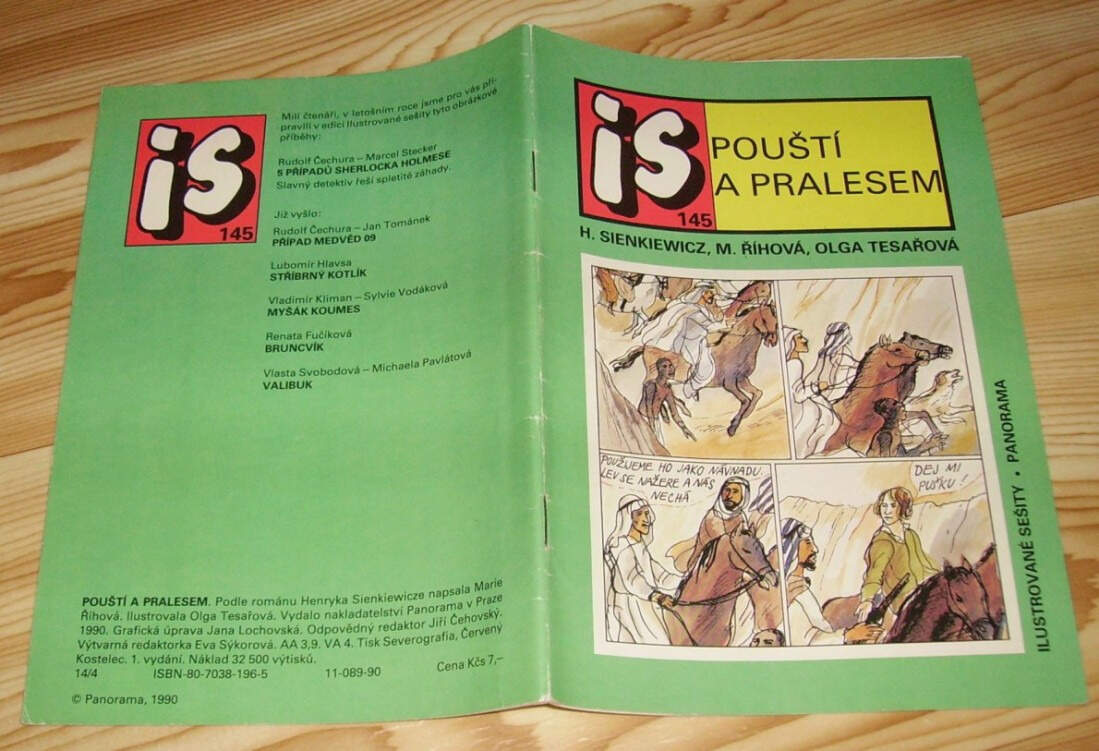 is
145
Milí čtenáři, v letošním roce jsme pro vás při-
pravili v edici Ilustrované sešity tyto obrázkové
příběhy:
Rudolf Čechura – Marcel Stecker
5 PŘÍPADŮ SHERLOCKA HOLMESE
Slavný detektiv řeší spletité záhady.
Již vyšlo:
Rudolf Čechura – Jan Tománek
PŘÍPAD MEDVĚD 09
Lubomír Hlavsa
STŘÍBRNÝ KOTLÍK
Vladimír Kliman – Sylvie Vodáková
MYŠÁK KOUMES
Renata Fučíková
BRUNCVÍK
Vlasta Svobodová – Michaela Pavlátová
VALIBUK
POUŠTÍ A PRALESEM. Podle románu Henryka Sienkiewicze napsala Marie
Říhová. Ilustrovala Olga Tesařová. Vydalo nakladatelství Panorama v Praze
1990. Grafická úprava Jana Lochovská. Odpovědný redaktor Jiří Čehovský.
Výtvarná redaktorka Eva Sýkorová. AA 3,9. VA 4. Tisk Severografia, Červený
Kostelec. 1. vydání. Náklad 32 500 výtisků.
14/4 ISBN-80-7038-196-5 11-089-90 Cena Kčs 7,–
© Panorama, 1990
is
145
POUŠTÍ
A PRALESEM
H. SIENKIEWICZ, M. ŘÍHOVÁ, OLGA TESAŘOVÁ
POUŽIJEME HO JAKO NÁVNADU.
LEV SE NAŽERE A NÁS
NECHÁ
DEJ MI
PUŠKU!
ILUSTROVANÉ SEŠITY • PANORAMA